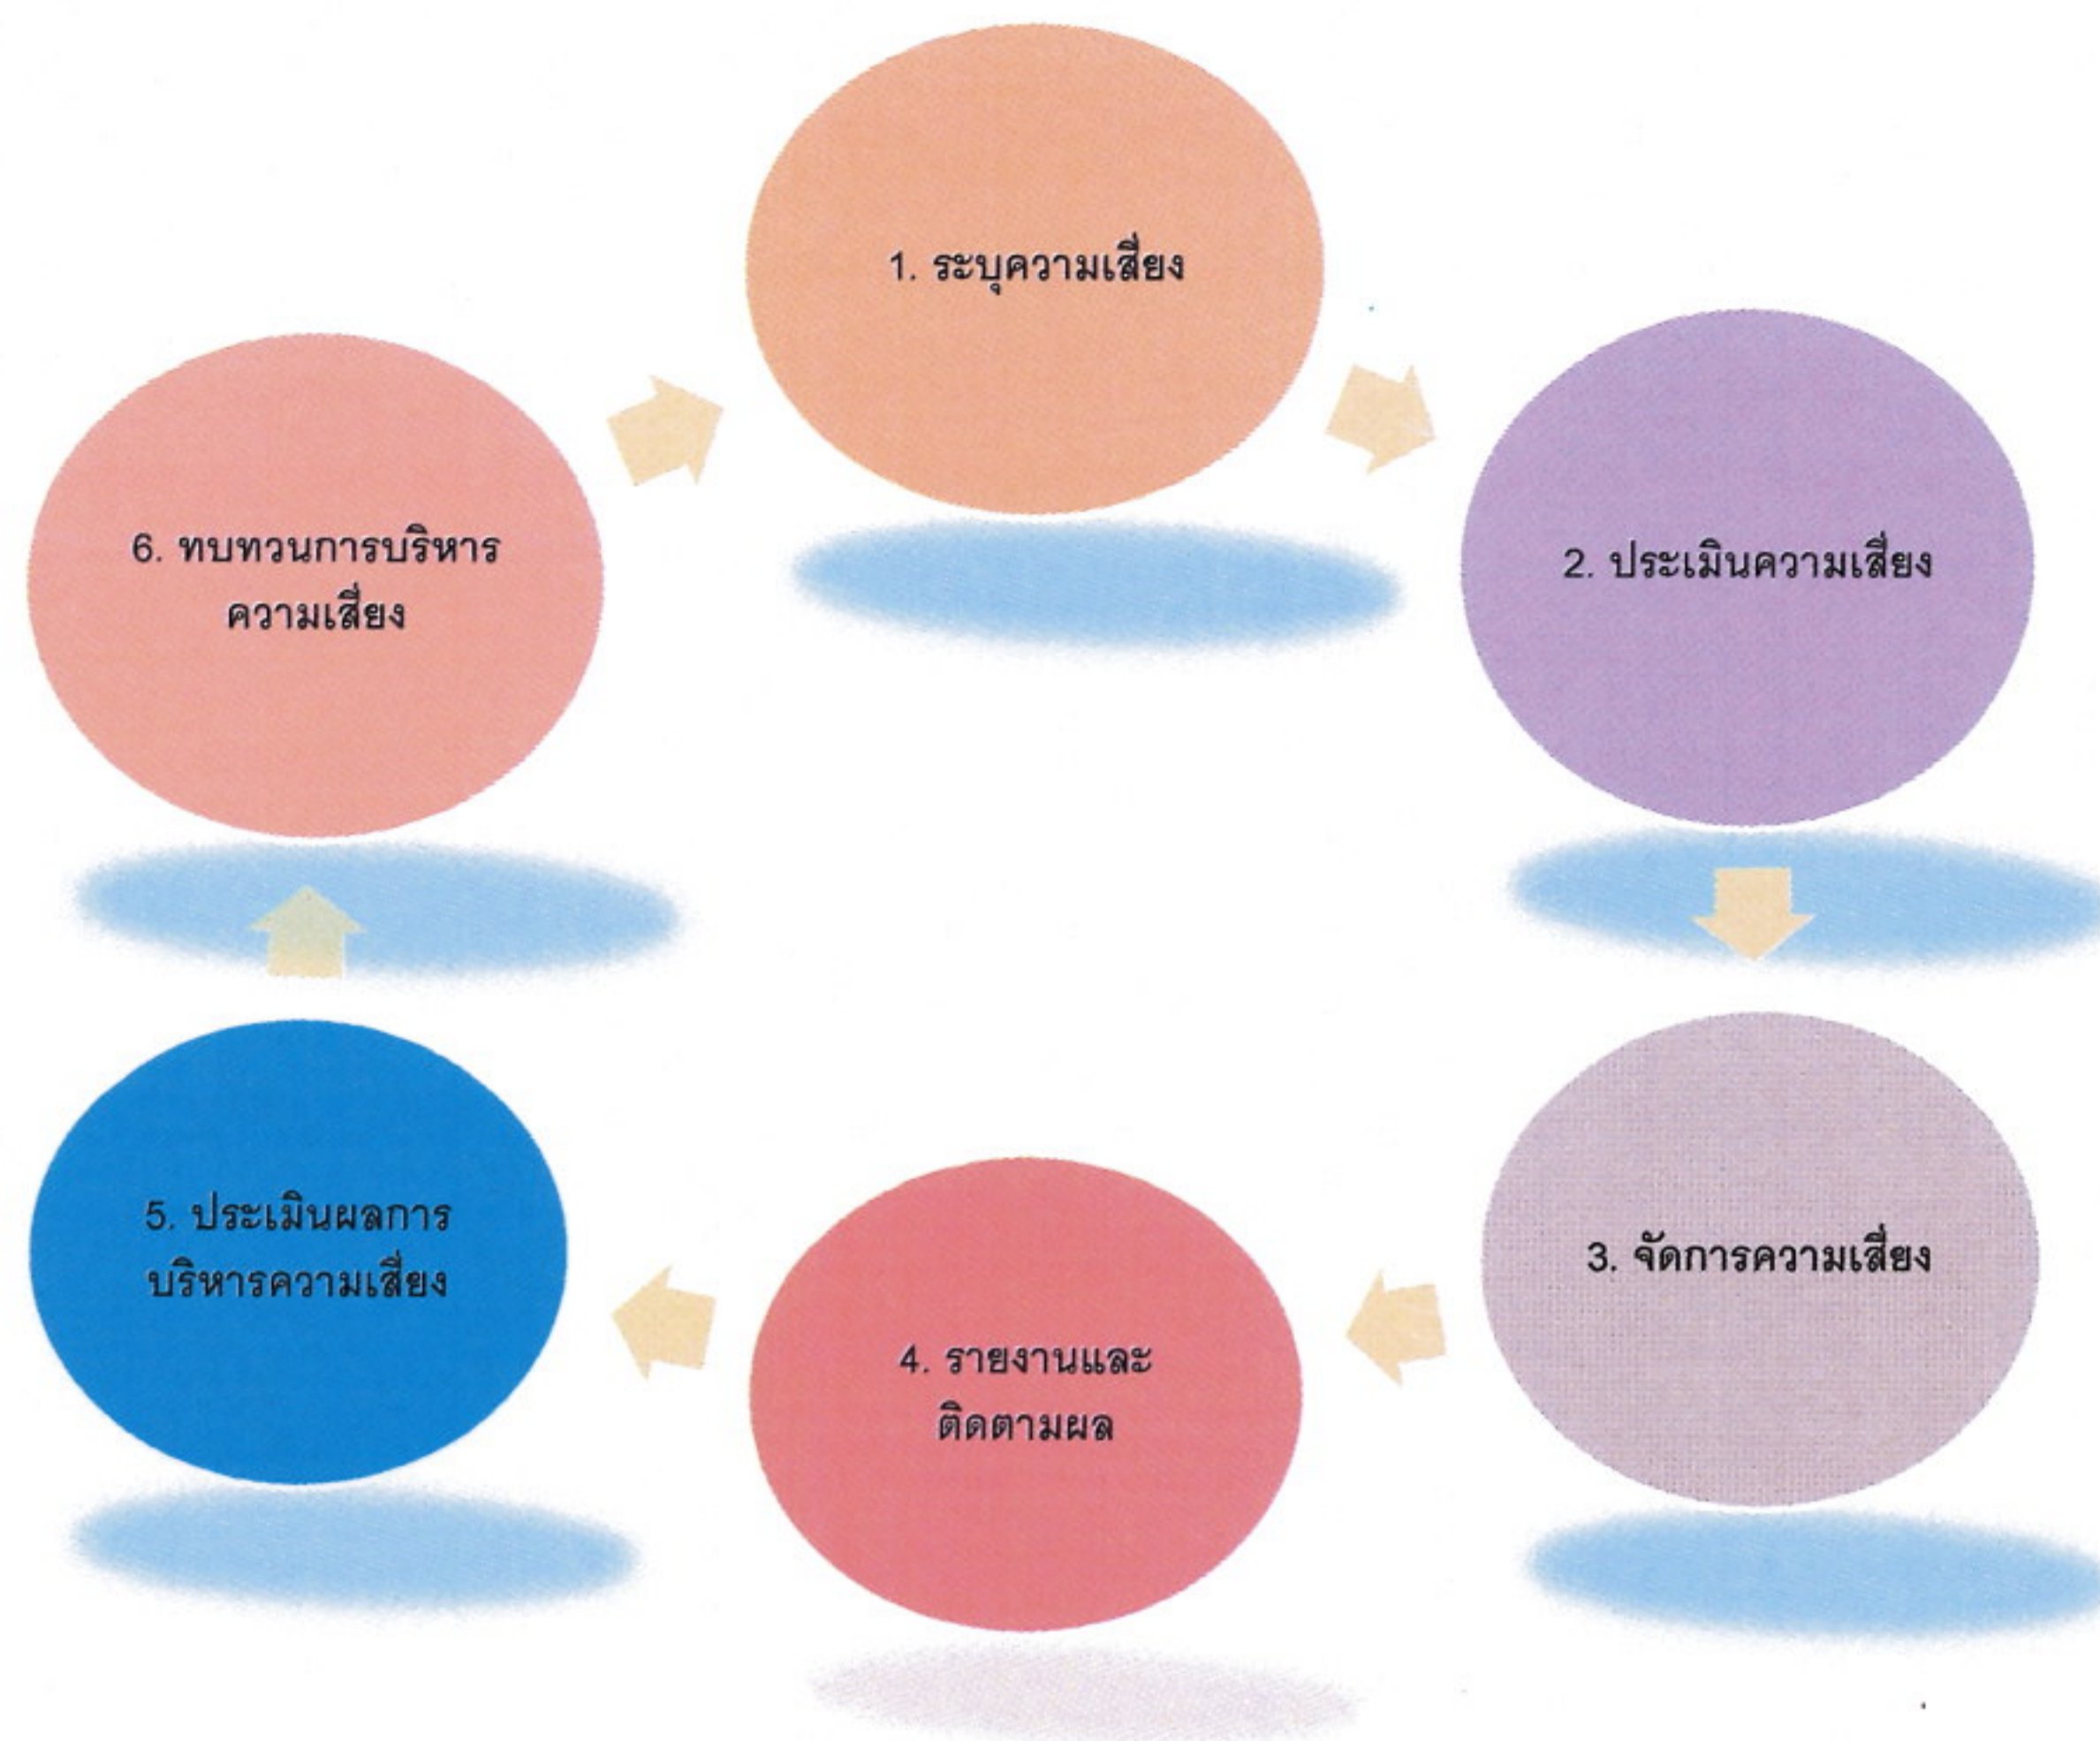 1. ระบุความเสี่ยง
2. ประเมินความเสี่ยง
3. จัดการความเสี่ยง
4. รายงานและ
ติดตามผล
5. ประเมินผลการ
บริหารความเสี่ยง
6. ทบทวนการบริหาร
ความเสี่ยง